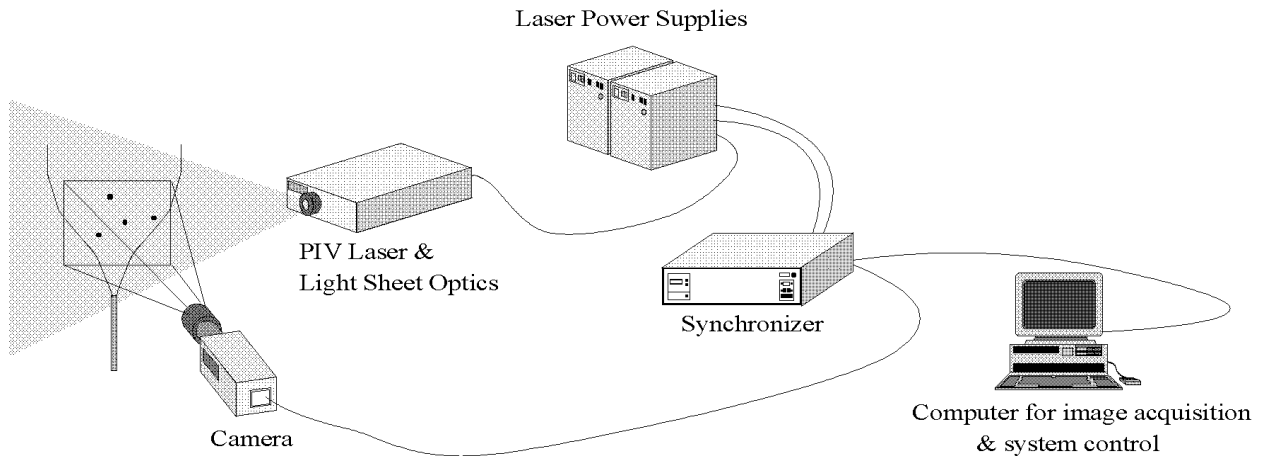 Laser Power Supplies
PIV Laser &
Light Sheet Optics
Synchronizer
Camera
Computer for image acquisition
& system control